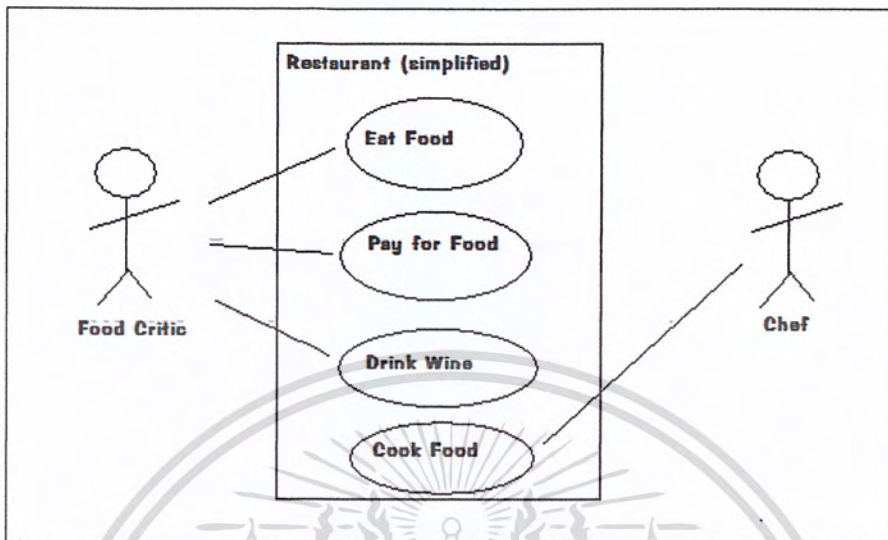 Restaurant (simplified)
Eat Food
Pay for Food
Drink Wine
Cook Food
Food Critic
Chef